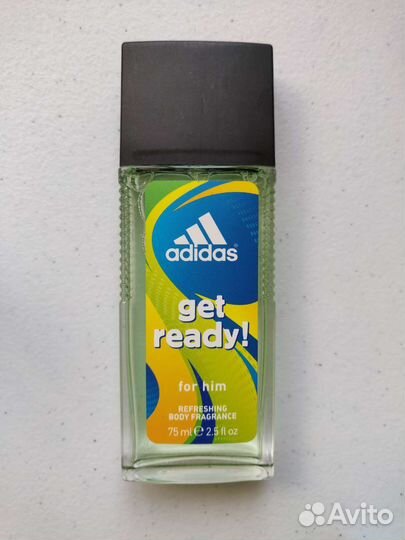 adidas
get
ready!
for him
REFRESHING
BODY FRAGRANCE
75 ml ℮ 2.5 fl oz
Avito